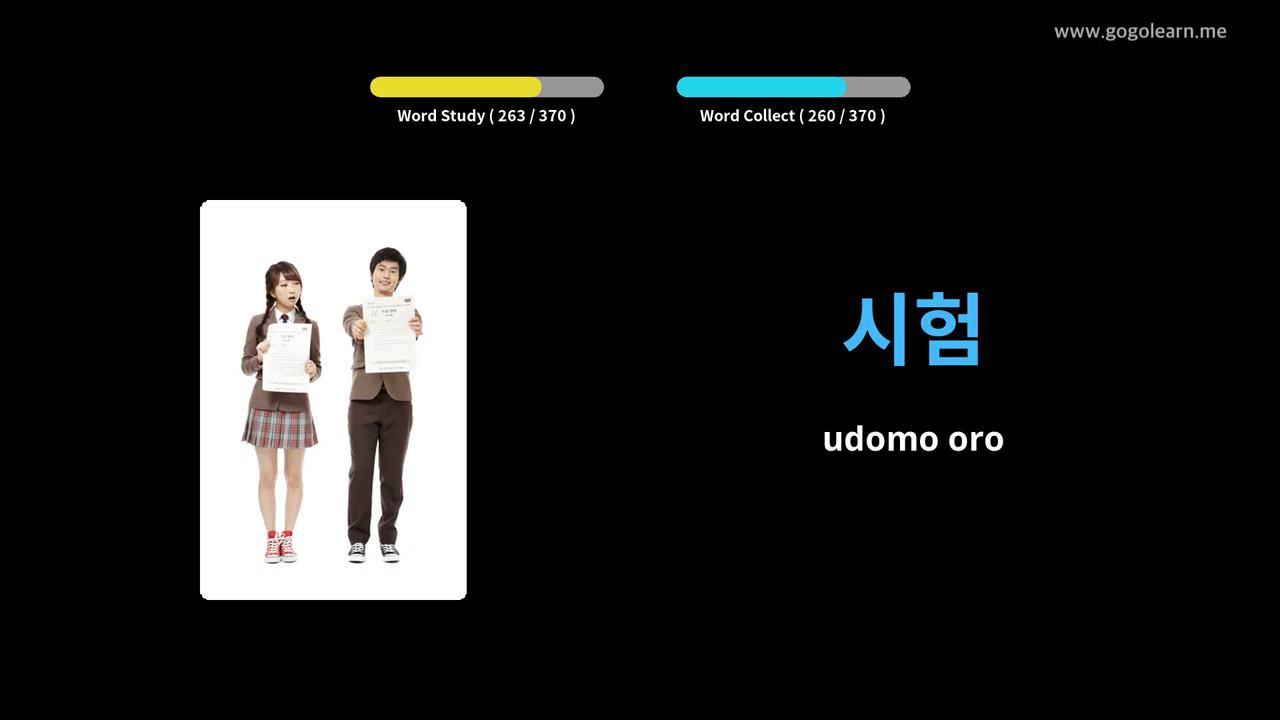 www.gogolearn.me
Word Study ( 263 / 370 )
Word Collect ( 260 / 370 )
시험
udomo oro